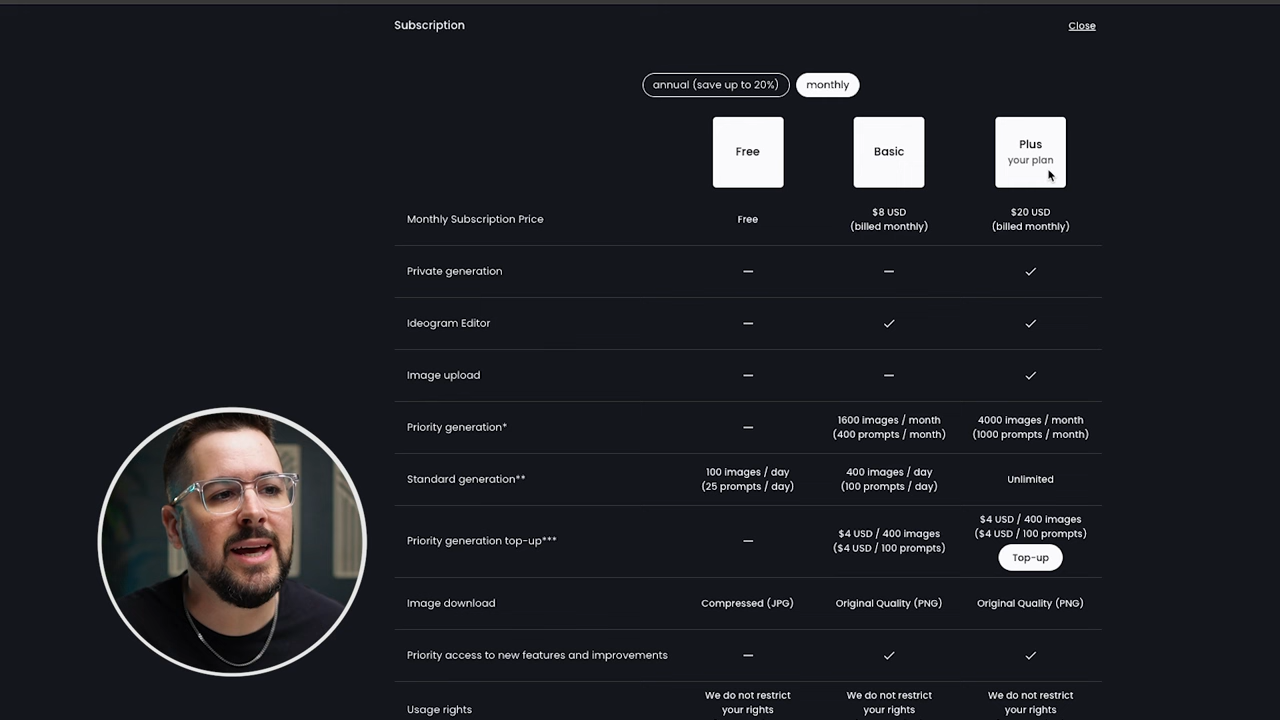 Subscription
Close
annual (save up to 20%)
monthly
Free
Basic
Plus
your plan
Monthly Subscription Price
Free
$8 USD
(billed monthly)
$20 USD
(billed monthly)
Private generation
Ideogram Editor
Image upload
Priority generation*
1600 images / month
(400 prompts / month)
4000 images / month
(1000 prompts / month)
Standard generation**
100 images / day
(25 prompts / day)
400 images / day
(100 prompts / day)
Unlimited
Priority generation top-up***
$4 USD / 400 images
($4 USD / 100 prompts)
$4 USD / 400 images
($4 USD / 100 prompts)
Top-up
Image download
Compressed (JPG)
Original Quality (PNG)
Original Quality (PNG)
Priority access to new features and improvements
Usage rights
We do not restrict
your rights
We do not restrict
your rights
We do not restrict
your rights